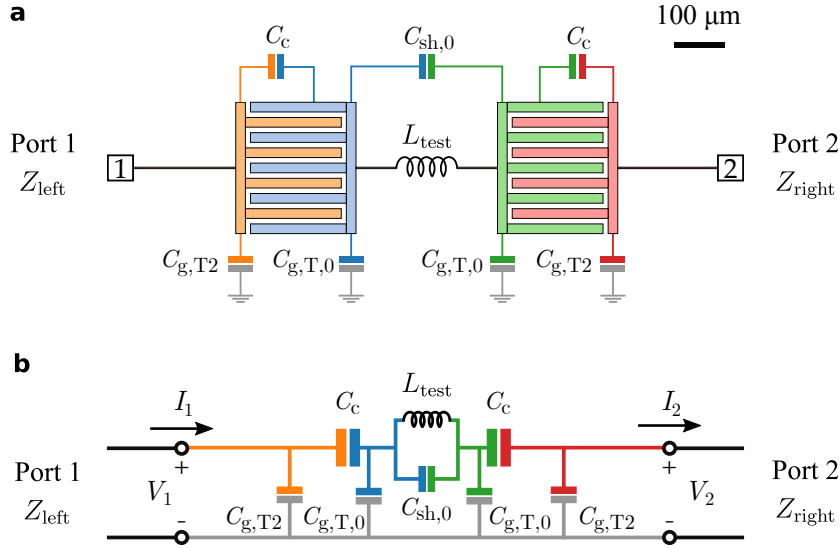 a
100 μm
C_c
C_sh,0
C_c
Port 1
Z_left
1
L_test
2
Port 2
Z_right
C_g,T2
C_g,T,0
C_g,T,0
C_g,T2
b
I_1
C_c
L_test
C_c
I_2
Port 1
Z_left
+
V_1
-
C_g,T2
C_g,T,0
C_sh,0
C_g,T,0
C_g,T2
+
V_2
-
Port 2
Z_right